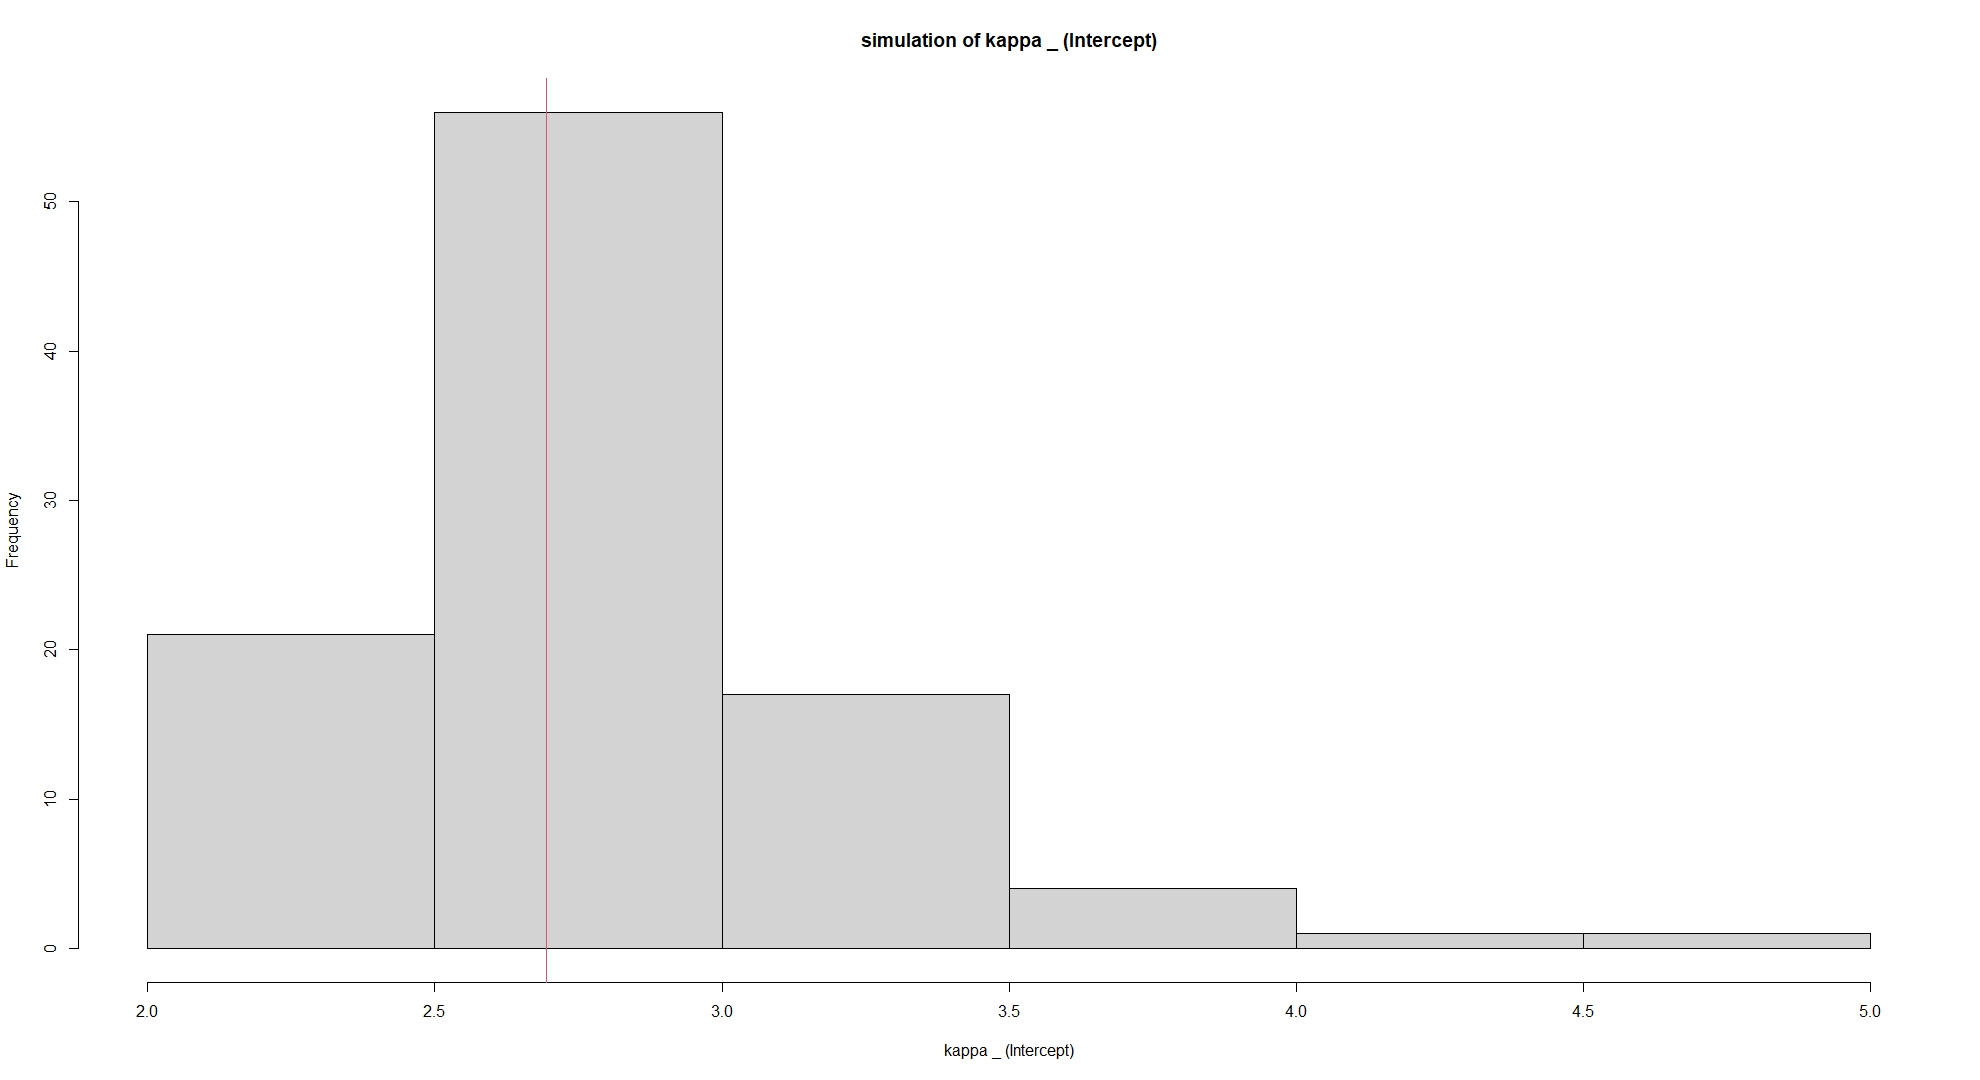 simulation of kappa _ (Intercept)
Frequency
50
40
30
20
10
0
2.0 2.5 3.0 3.5 4.0 4.5 5.0
kappa _ (Intercept)